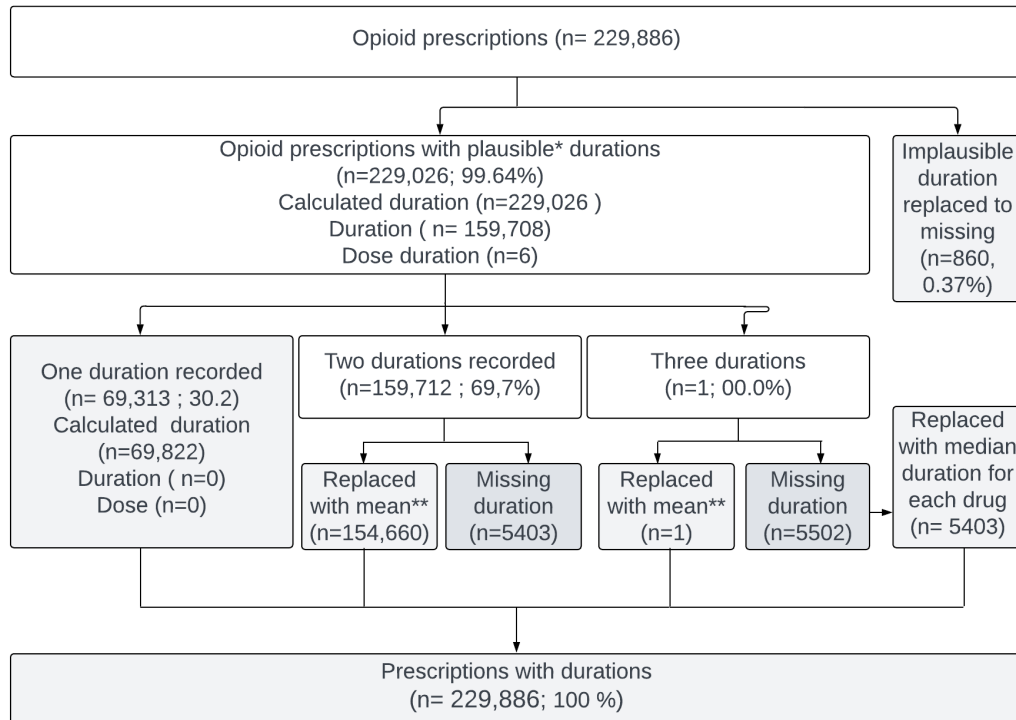 Opioid prescriptions (n= 229,886)
Opioid prescriptions with plausible* durations
(n=229,026; 99.64%)
Calculated duration (n=229,026 )
Duration ( n= 159,708)
Dose duration (n=6)
Implausible
duration
replaced to
missing
(n=860,
0.37%)
One duration recorded
(n= 69,313 ; 30.2)
Calculated  duration
(n=69,822)
Duration ( n=0)
Dose (n=0)
Two durations recorded
(n=159,712 ; 69,7%)
Three durations
(n=1; 00.0%)
Replaced
with mean**
(n=154,660)
Missing
duration
(n=5403)
Replaced
with mean**
(n=1)
Missing
duration
(n=5502)
Replaced
with median
duration for
each drug
(n= 5403)
Prescriptions with durations
(n= 229,886; 100 %)